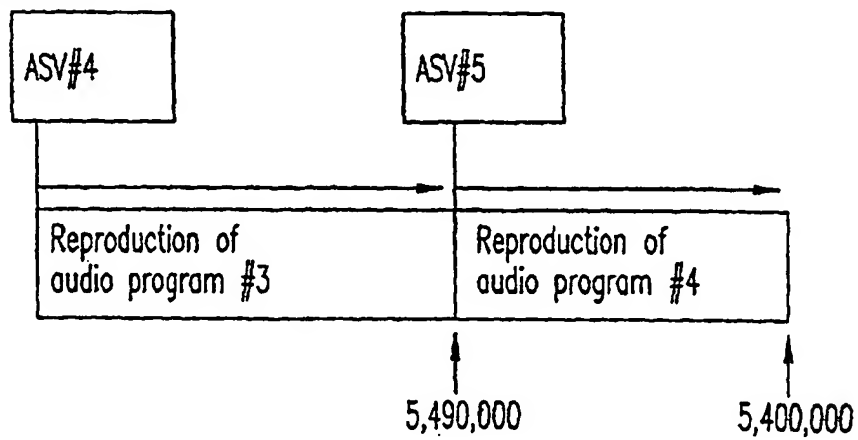 ASV#4
ASV#5
Reproduction of
audio program #3
Reproduction of
audio program #4
5,490,000
5,400,000